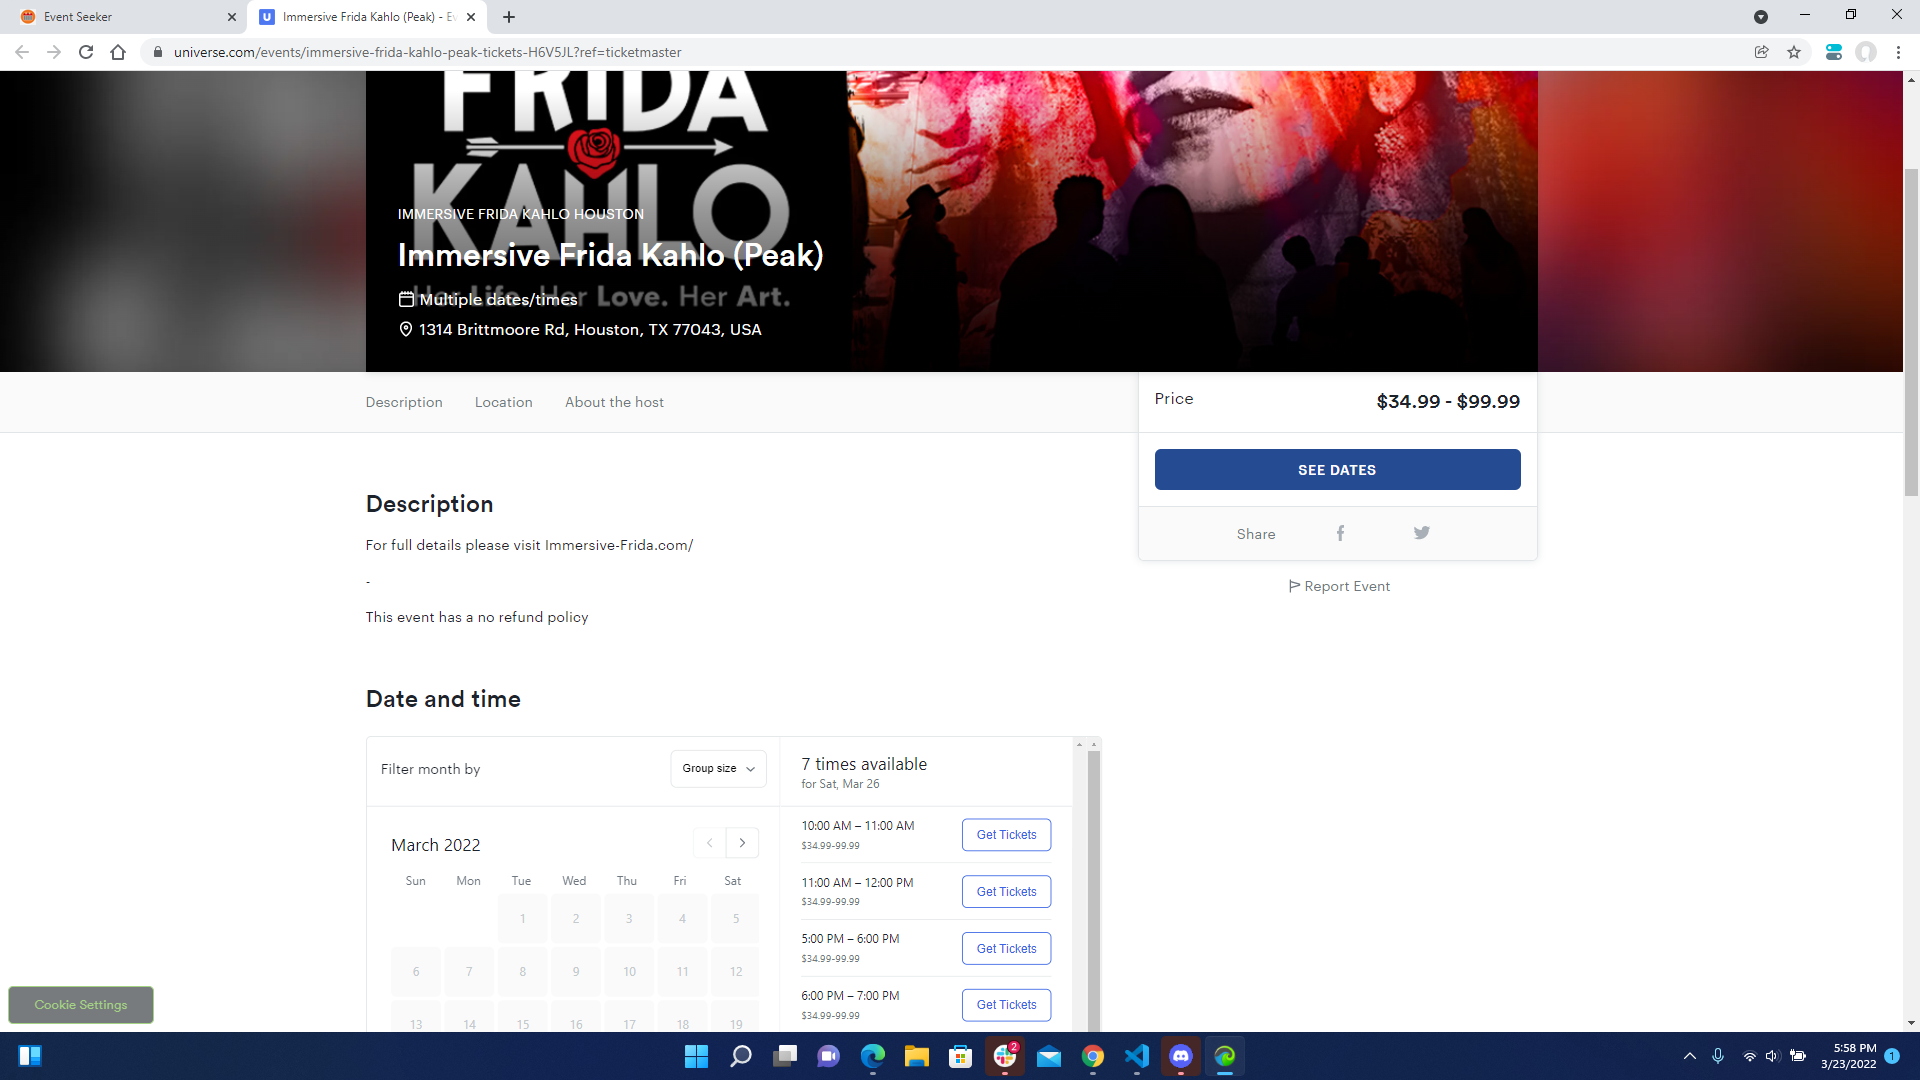 Event Seeker
Immersive Frida Kahlo (Peak) - Ev
universe.com/events/immersive-frida-kahlo-peak-tickets-H6V5JL?ref=ticketmaster
FRIDA
KAHLO
Her Life. Her Love. Her Art.
IMMERSIVE FRIDA KAHLO HOUSTON
Immersive Frida Kahlo (Peak)
Multiple dates/times
1314 Brittmoore Rd, Houston, TX 77043, USA
Description
Location
About the host
Price
$34.99 - $99.99
SEE DATES
Share
Report Event
Description
For full details please visit Immersive-Frida.com/
-
This event has a no refund policy
Date and time
Filter month by
Group size
7 times available
for Sat, Mar 26
March 2022
Sun Mon Tue Wed Thu Fri Sat
1 2 3 4 5
6 7 8 9 10 11 12
13 14 15 16 17 18 19
10:00 AM – 11:00 AM
$34.99-99.99
Get Tickets
11:00 AM – 12:00 PM
$34.99-99.99
Get Tickets
5:00 PM – 6:00 PM
$34.99-99.99
Get Tickets
6:00 PM – 7:00 PM
$34.99-99.99
Get Tickets
Cookie Settings
2
5:58 PM
3/23/2022
1